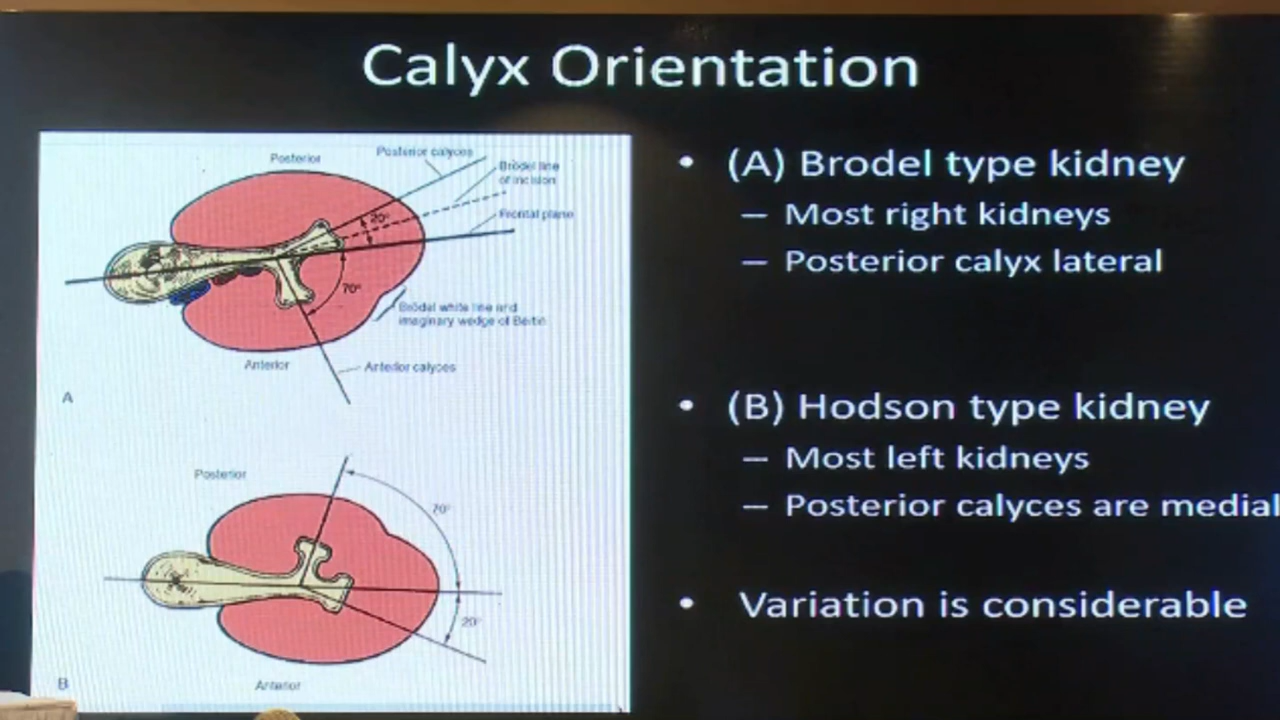 Calyx Orientation
Posterior
Posterior calyces
Brödel line
of incision
Frontal plane
20°
70°
Brödel white line and
imaginary wedge of Bertin
Anterior
Anterior calyces
A
Posterior
70°
20°
Anterior
B
• (A) Brodel type kidney
– Most right kidneys
– Posterior calyx lateral
• (B) Hodson type kidney
– Most left kidneys
– Posterior calyces are medial
• Variation is considerable